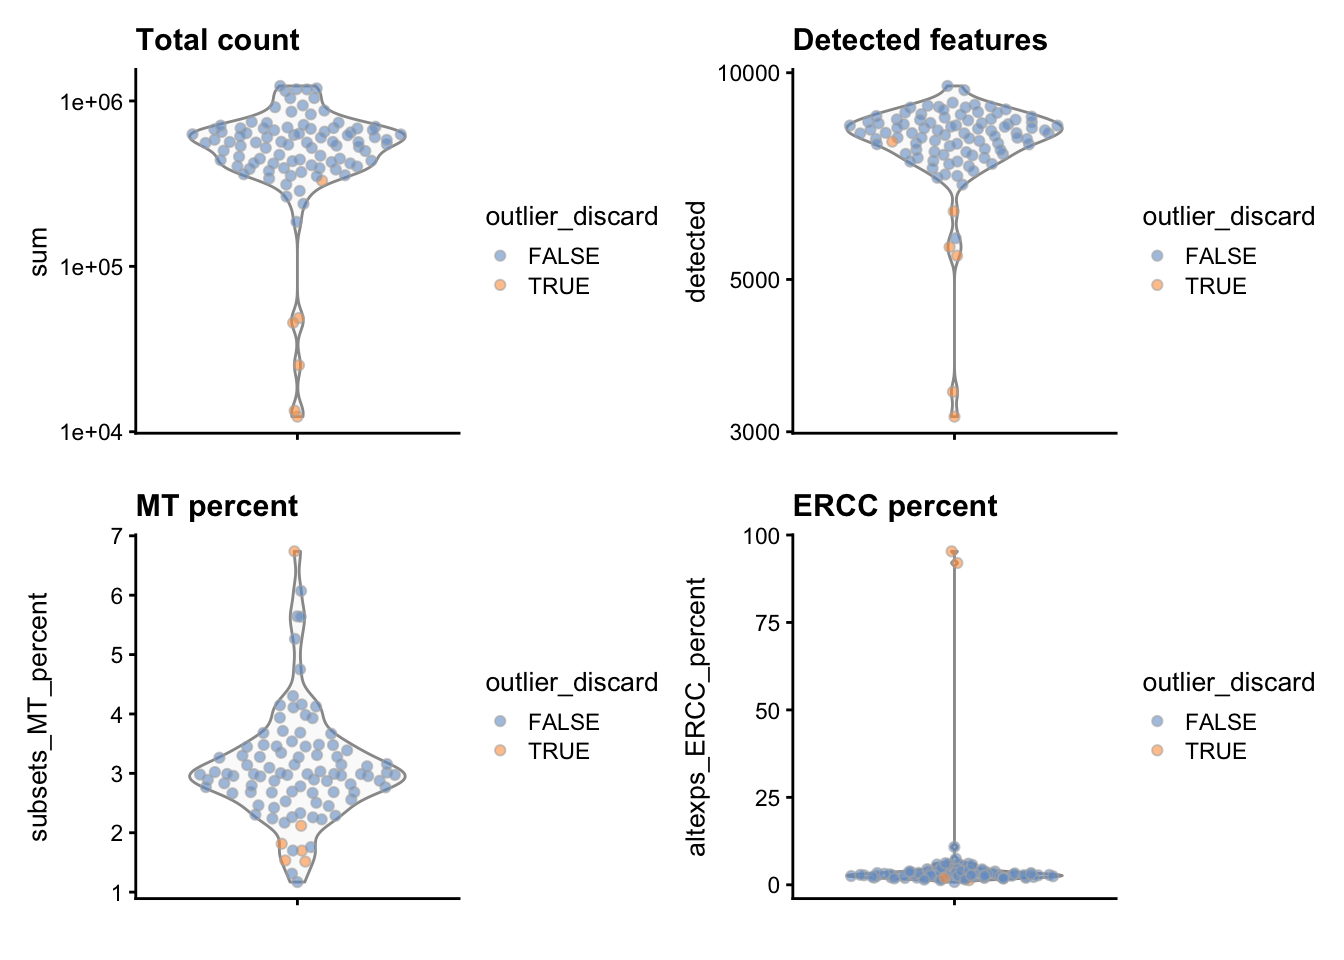 Total count
sum
1e+06
1e+05
1e+04
outlier_discard
FALSE
TRUE
Detected features
detected
10000
5000
3000
outlier_discard
FALSE
TRUE
MT percent
subsets_MT_percent
7
6
5
4
3
2
1
outlier_discard
FALSE
TRUE
ERCC percent
altexps_ERCC_percent
100
75
50
25
0
outlier_discard
FALSE
TRUE